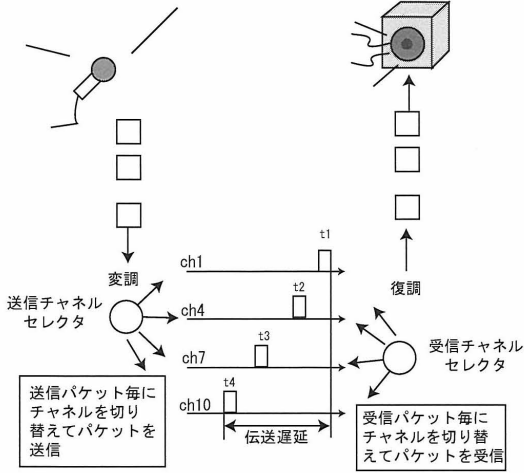 t1
ch1
変調
復調
t2
送信チャネル
セレクタ
ch4
t3
受信チャネル
セレクタ
ch7
送信パケット毎に
チャネルを切り
替えてパケットを
送信
t4
ch10
伝送遅延
受信パケット毎に
チャネルを切り替
えてパケットを受信